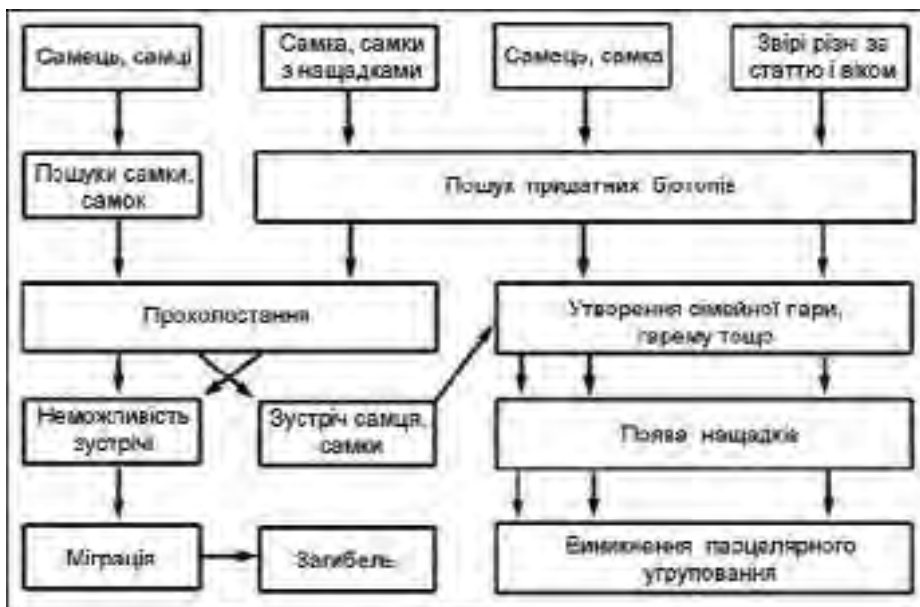 Самець, самці
Самка, самки
з нащадками
Самець, самка
Звірі різні за
статтю і віком
Пошуки самки,
самок
Пошук придатних біотопів
Прохолостання
Утворення сімейної пари,
гарему тощо
Неможливість
зустрічі
Зустріч самця,
самки
Поява нащадків
Міграція
Загибель
Виникнення парцелярного
угруповання